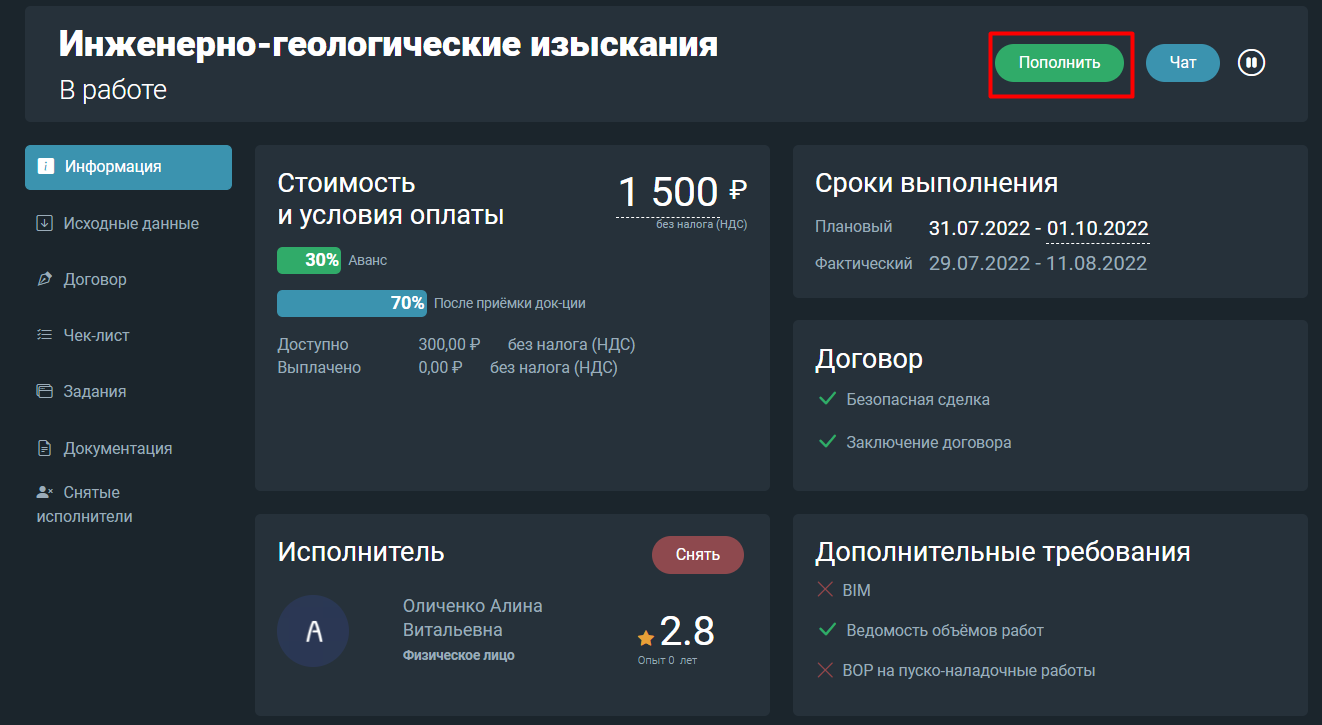 Инженерно-геологические изыскания
В работе
Пополнить
Чат
Информация
Исходные данные
Договор
Чек-лист
Задания
Документация
Снятые
исполнители
Стоимость
и условия оплаты
1 500 ₽
без налога (НДС)
30% Аванс
70% После приёмки док-ции
Доступно 300,00 ₽ без налога (НДС)
Выплачено 0,00 ₽ без налога (НДС)
Сроки выполнения
Плановый 31.07.2022 - 01.10.2022
Фактический 29.07.2022 - 11.08.2022
Договор
Безопасная сделка
Заключение договора
Исполнитель
Снять
А
Оличенко Алина
Витальевна
Физическое лицо
2.8
Опыт 0 лет
Дополнительные требования
BIM
Ведомость объёмов работ
ВОР на пуско-наладочные работы